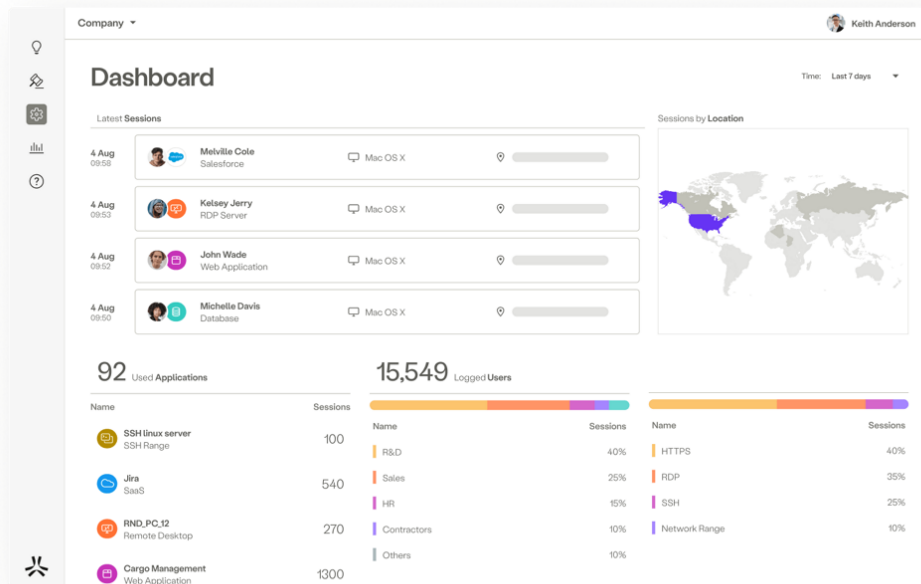 Company
Keith Anderson
Dashboard
Time: Last 7 days
Latest Sessions
Sessions by Location
4 Aug
09:58
Melville Cole
Salesforce
Mac OS X
4 Aug
09:53
Kelsey Jerry
RDP Server
Mac OS X
4 Aug
09:52
John Wade
Web Application
Mac OS X
4 Aug
09:50
Michelle Davis
Database
Mac OS X
92 Used Applications
Name Sessions
SSH linux server
SSH Range
100
Jira
SaaS
540
RND_PC_12
Remote Desktop
270
Cargo Management
Web Application
1300
15,549 Logged Users
Name Sessions
R&D 40%
Sales 25%
HR 15%
Contractors 10%
Others 10%
Name Sessions
HTTPS 40%
RDP 35%
SSH 25%
Network Range 10%